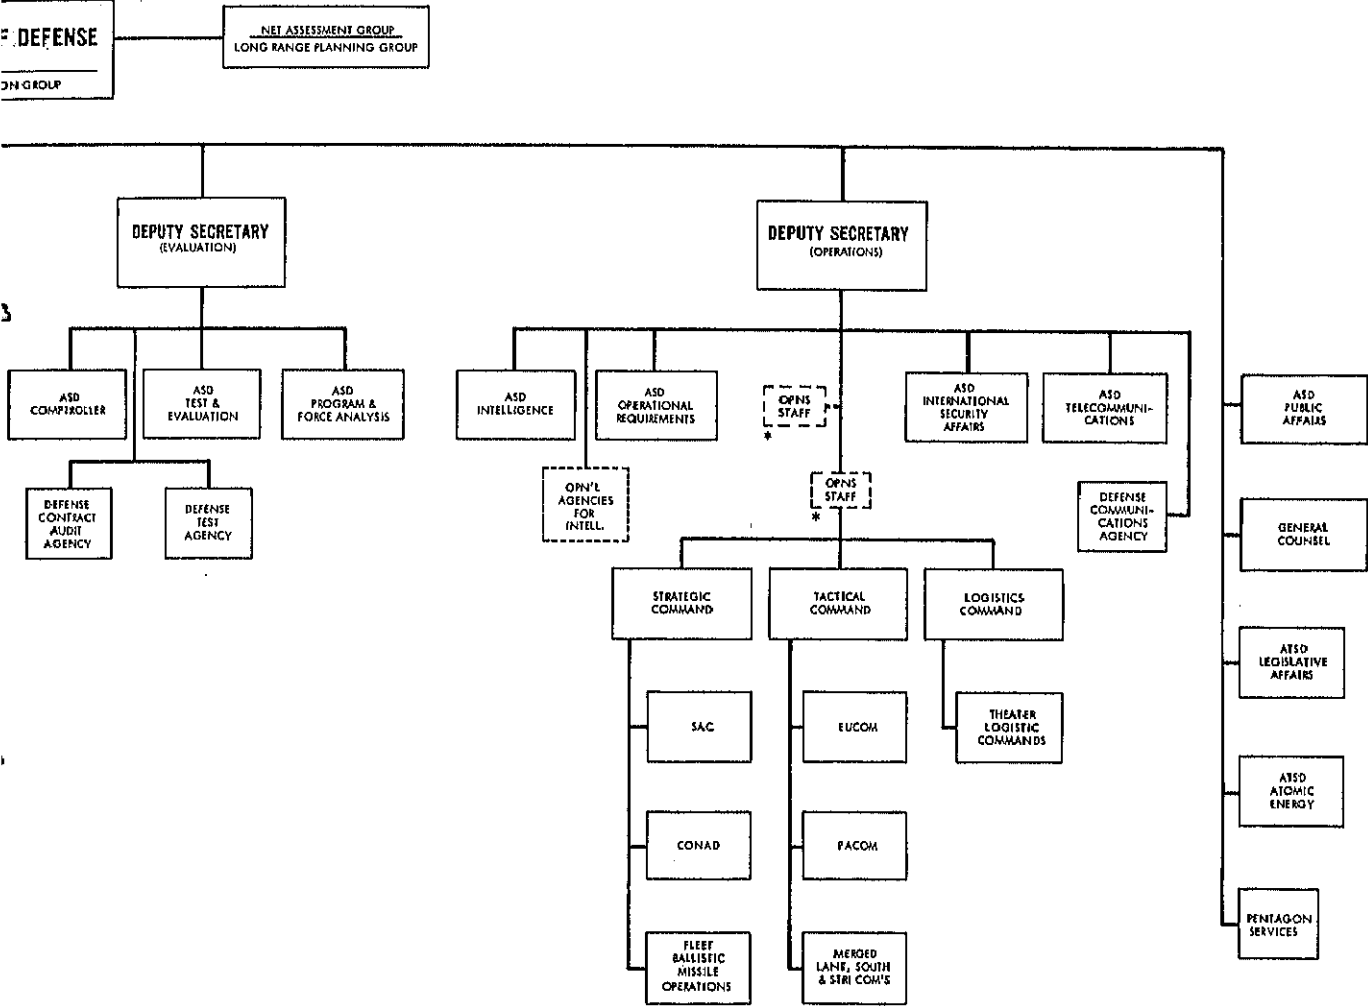 F DEFENSE
ON GROUP
NET ASSESSMENT GROUP
LONG RANGE PLANNING GROUP
DEPUTY SECRETARY
(EVALUATION)
DEPUTY SECRETARY
(OPERATIONS)
3
ASD
COMPTROLLER
ASD
TEST &
EVALUATION
ASD
PROGRAM &
FORCE ANALYSIS
ASD
INTELLIGENCE
ASD
OPERATIONAL
REQUIREMENTS
OPNS
STAFF
*
ASD
INTERNATIONAL
SECURITY
AFFAIRS
ASD
TELECOMMUNI-
CATIONS
ASD
PUBLIC
AFFAIRS
DEFENSE
CONTRACT
AUDIT
AGENCY
DEFENSE
TEST
AGENCY
OPN'L
AGENCIES
FOR
INTELL.
OPNS
STAFF
*
DEFENSE
COMMUNI-
CATIONS
AGENCY
GENERAL
COUNSEL
STRATEGIC
COMMAND
TACTICAL
COMMAND
LOGISTICS
COMMAND
ATSD
LEGISLATIVE
AFFAIRS
SAC
EUCOM
THEATER
LOGISTIC
COMMANDS
ATSD
ATOMIC
ENERGY
CONAD
PACOM
PENTAGON
SERVICES
FLEET
BALLISTIC
MISSILE
OPERATIONS
MERGED
LANT, SOUTH
& STRI COM'S